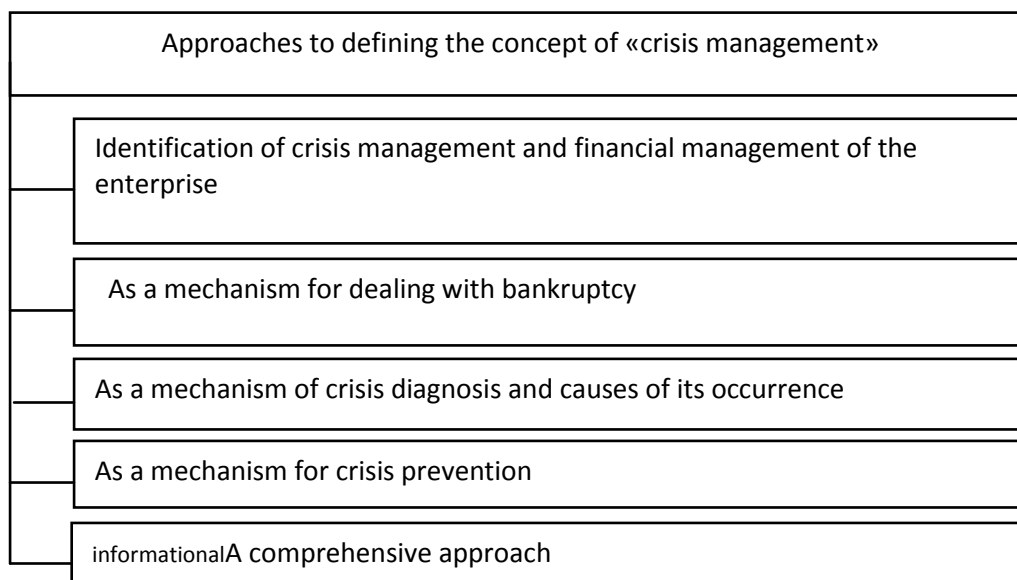 Approaches to defining the concept of «crisis management»
Identification of crisis management and financial management of the
enterprise
As a mechanism for dealing with bankruptcy
As a mechanism of crisis diagnosis and causes of its occurrence
As a mechanism for crisis prevention
informationalA comprehensive approach